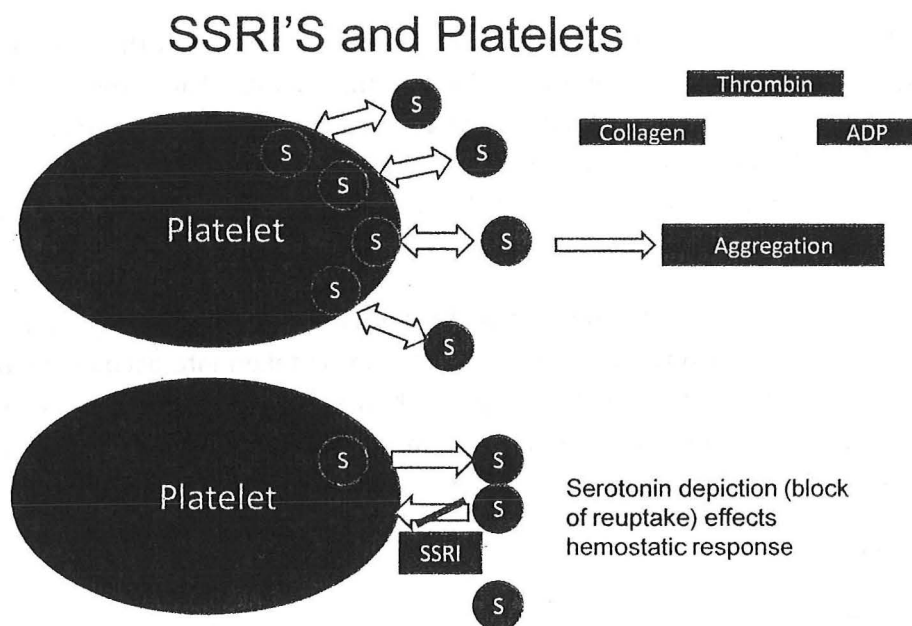 SSRI'S and Platelets
Thrombin
Collagen
ADP
S
S
S
S
Platelet
S
S
S
S
Aggregation
S
S
Platelet
S
SSRI
S
Serotonin depiction (block
of reuptake) effects
hemostatic response